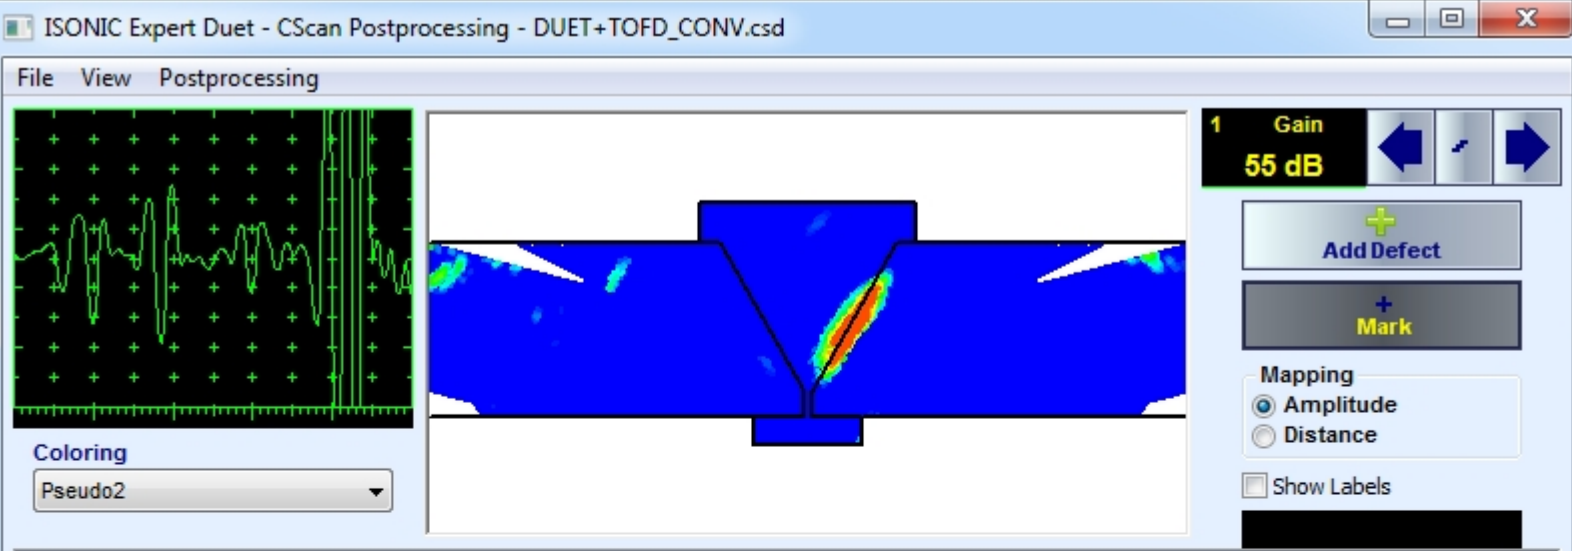 ISONIC Expert Duet - CScan Postprocessing - DUET+TOFD_CONV.csd
File View Postprocessing
1 Gain
55 dB
Add Defect
Mark
Mapping
Amplitude
Distance
Coloring
Pseudo2
Show Labels